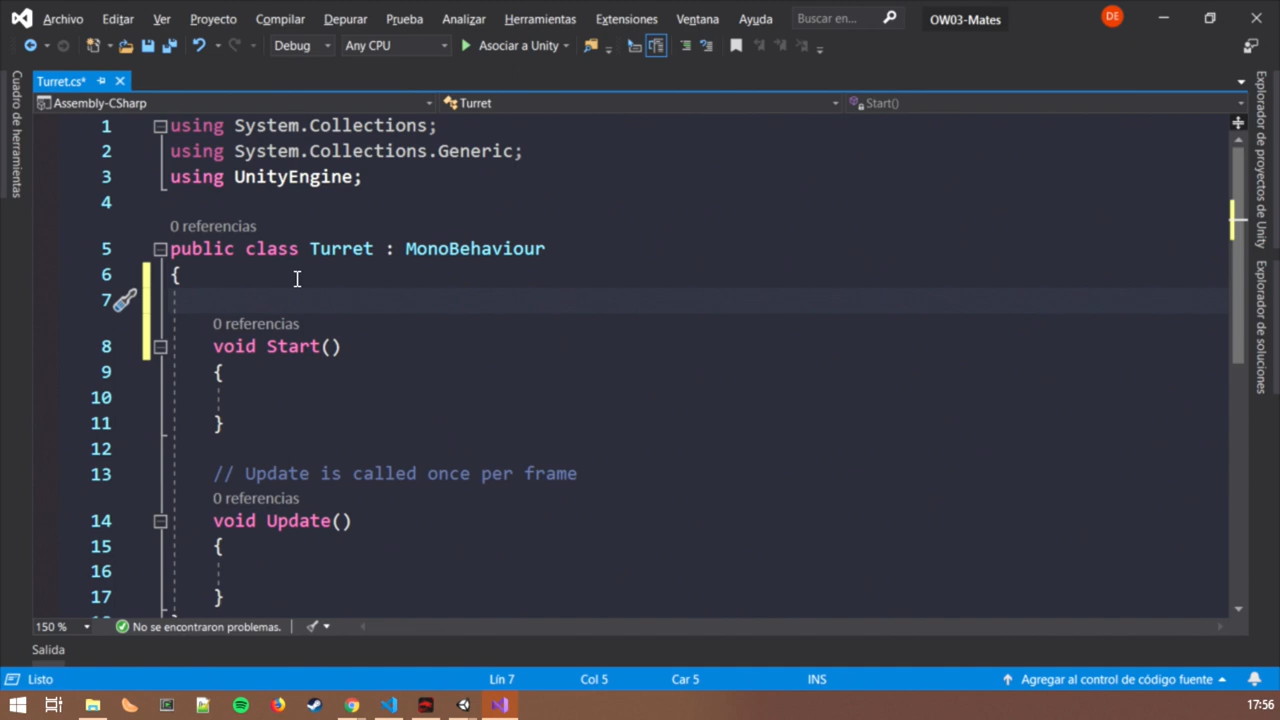 Archivo Editar Ver Proyecto Compilar Depurar Prueba Analizar Herramientas Extensiones Ventana Ayuda Buscar en... OW03-Mates DE
Debug Any CPU Asociar a Unity
Turret.cs*
Assembly-CSharp Turret Start()
Cuadro de herramientas
Explorador de proyectos de Unity
Explorador de soluciones
1 using System.Collections;
2 using System.Collections.Generic;
3 using UnityEngine;
4
0 referencias
5 public class Turret : MonoBehaviour
6 {
7
0 referencias
8 void Start()
9 {
10
11 }
12
13 // Update is called once per frame
0 referencias
14 void Update()
15 {
16
17 }
150 % No se encontraron problemas.
Salida
Listo Lín 7 Col 5 Car 5 INS Agregar al control de código fuente
17:56